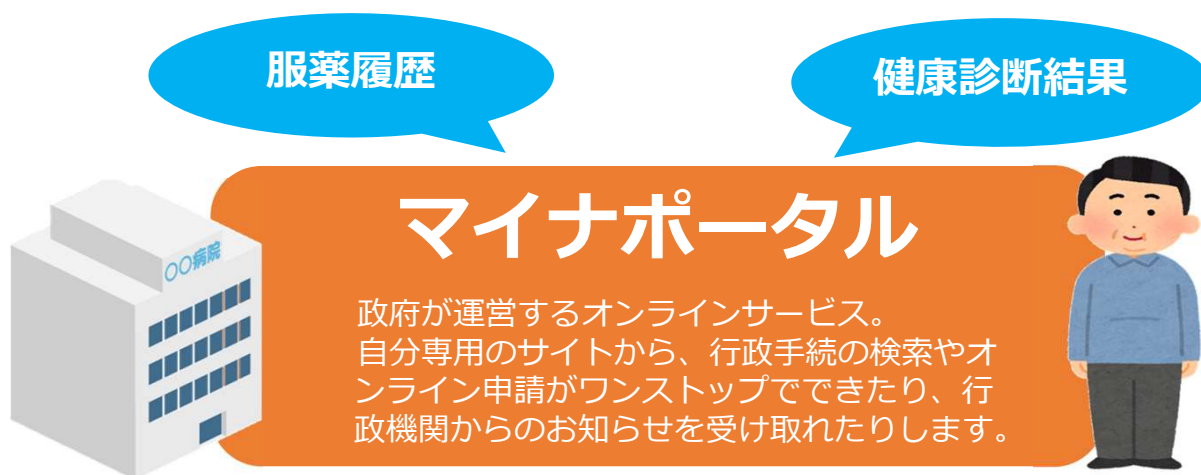 服薬履歴
健康診断結果
マイナポータル
〇〇病院
政府が運営するオンラインサービス。
自分専用のサイトから、行政手続の検索やオ
ンライン申請がワンストップでできたり、行
政機関からのお知らせを受け取れたりします。